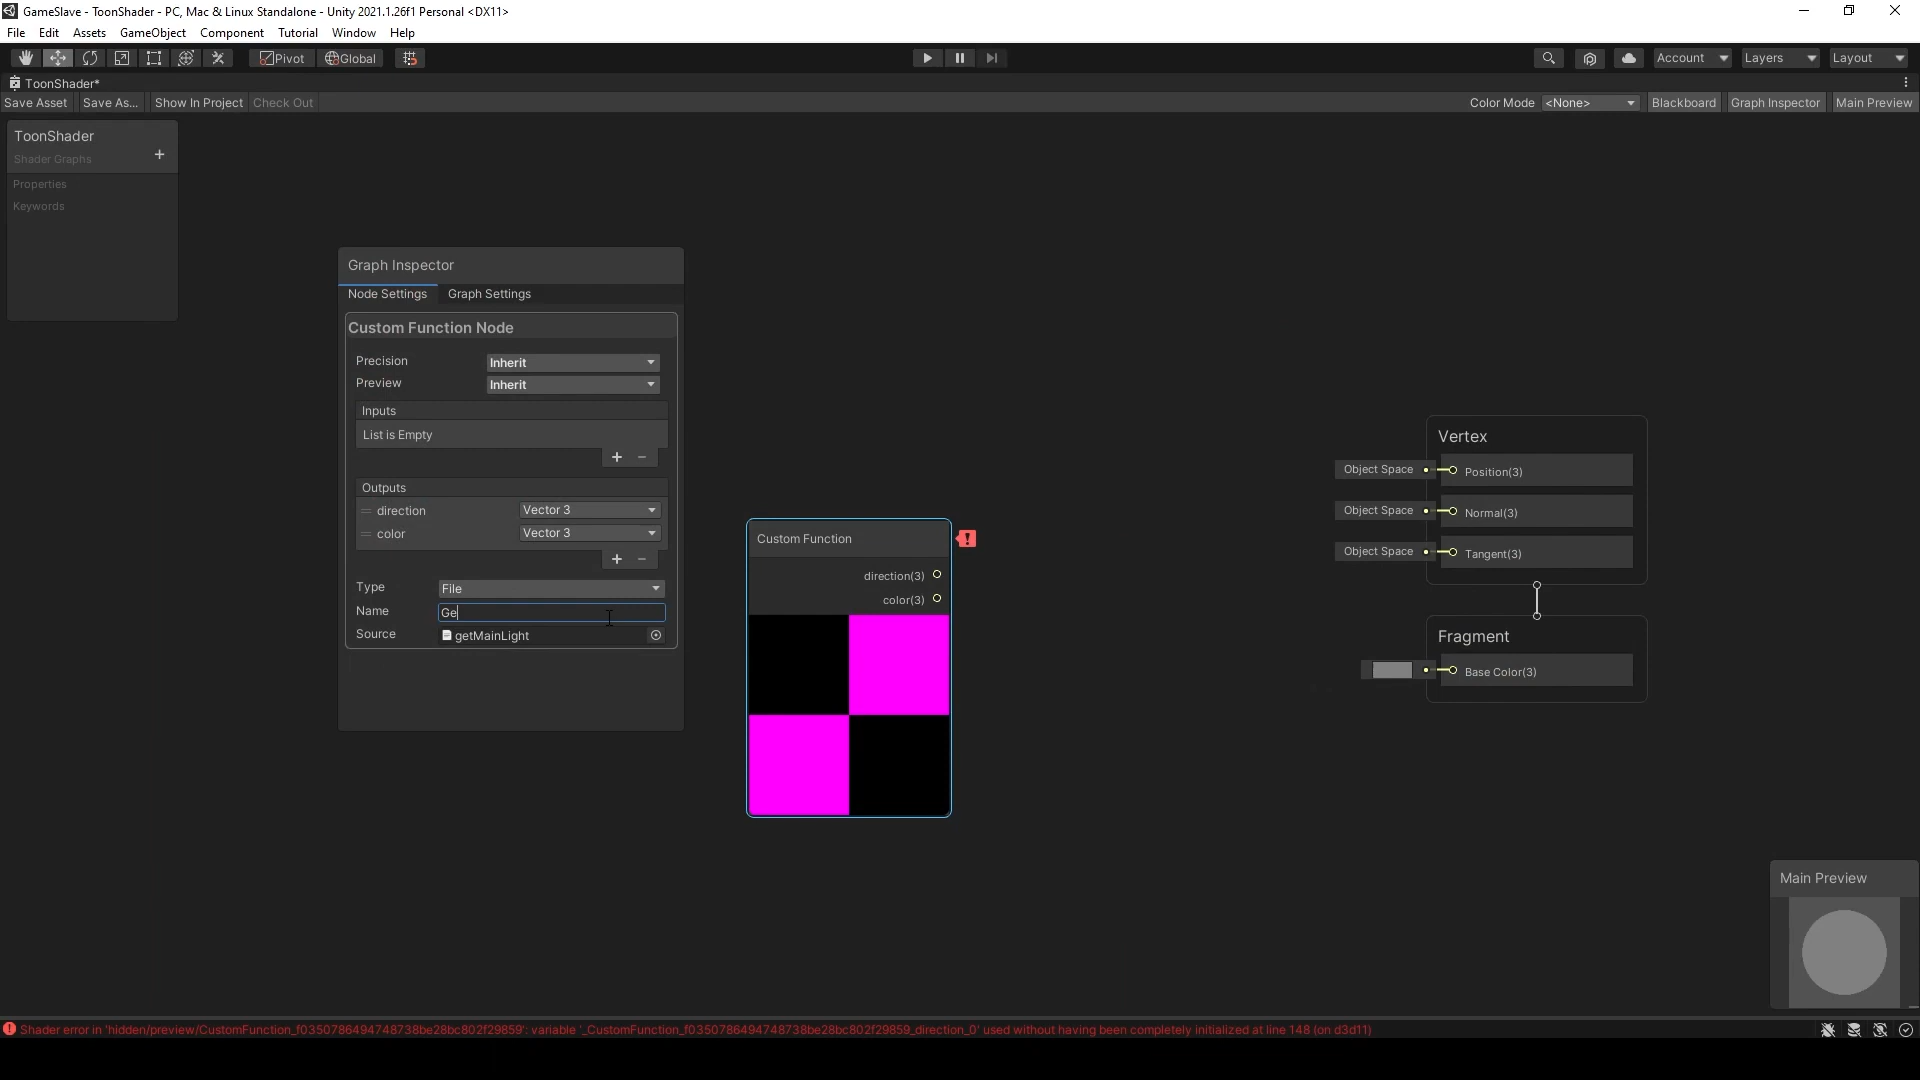 GameSlave - ToonShader - PC, Mac & Linux Standalone - Unity 2021.1.26f1 Personal <DX11>
File Edit Assets GameObject Component Tutorial Window Help
Pivot Global Account Layers Layout
ToonShader*
Save Asset Save As... Show In Project Check Out Color Mode <None> Blackboard Graph Inspector Main Preview
ToonShader
Shader Graphs
+
Properties
Keywords
Graph Inspector
Node Settings Graph Settings
Custom Function Node
Precision Inherit
Preview Inherit
Inputs
List is Empty
+ −
Outputs
direction Vector 3
color Vector 3
+ −
Type File
Name Ge
Source getMainLight
Custom Function !
direction(3)
color(3)
Vertex
Object Space Position(3)
Object Space Normal(3)
Object Space Tangent(3)
Fragment
Base Color(3)
Main Preview
Shader error in 'hidden/preview/CustomFunction_f0350786494748738be28bc802f29859': variable '_CustomFunction_f0350786494748738be28bc802f29859_direction_0' used without having been completely initialized at line 148 (on d3d11)